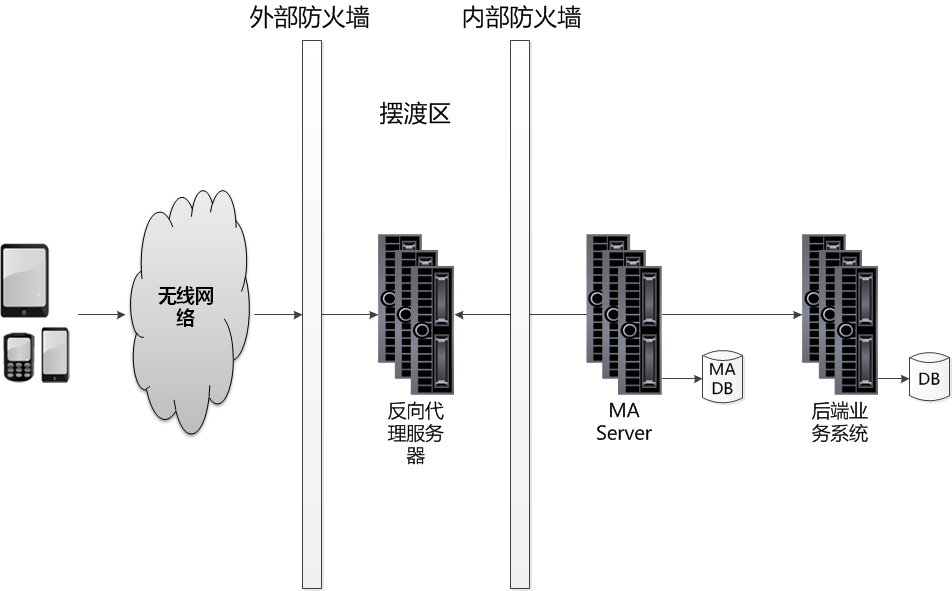 外部防火墙
内部防火墙
摆渡区
无线网
络
反向代
理服务
器
MA
Server
MA
DB
后端业
务系统
DB